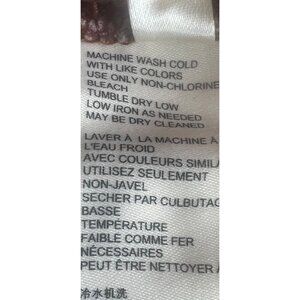 MACHINE WASH COLD
WITH LIKE COLORS
USE ONLY NON-CHLORINE
BLEACH
TUMBLE DRY LOW
LOW IRON AS NEEDED
MAY BE DRY CLEANED
LAVER À LA MACHINE À
L'EAU FROID
AVEC COULEURS SIMILA
UTILISEZ SEULEMENT
NON-JAVEL
SECHER PAR CULBUTAG
BASSE
TEMPÉRATURE
FAIBLE COMME FER
NÉCESSAIRES
PEUT ÊTRE NETTOYER À
冷水机洗